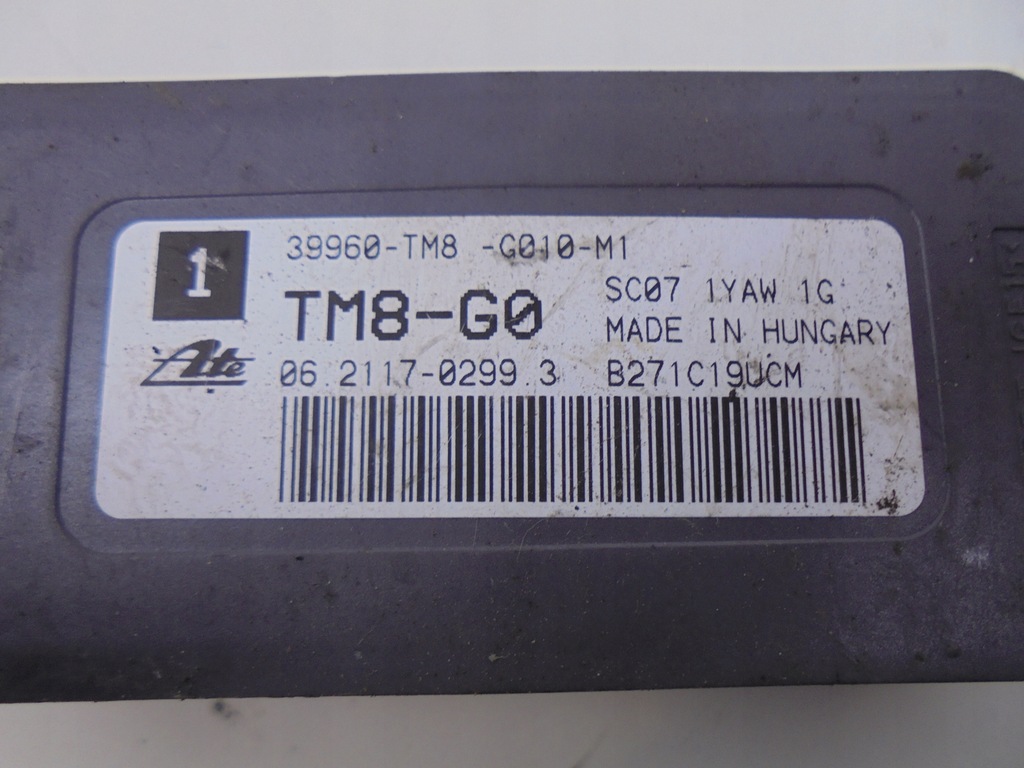 1
39960-TM8 -G010-M1
TM8-G0
SC07 1YAW 1G
MADE IN HUNGARY
Ate
06.2117-0299.3 B271C19UCM